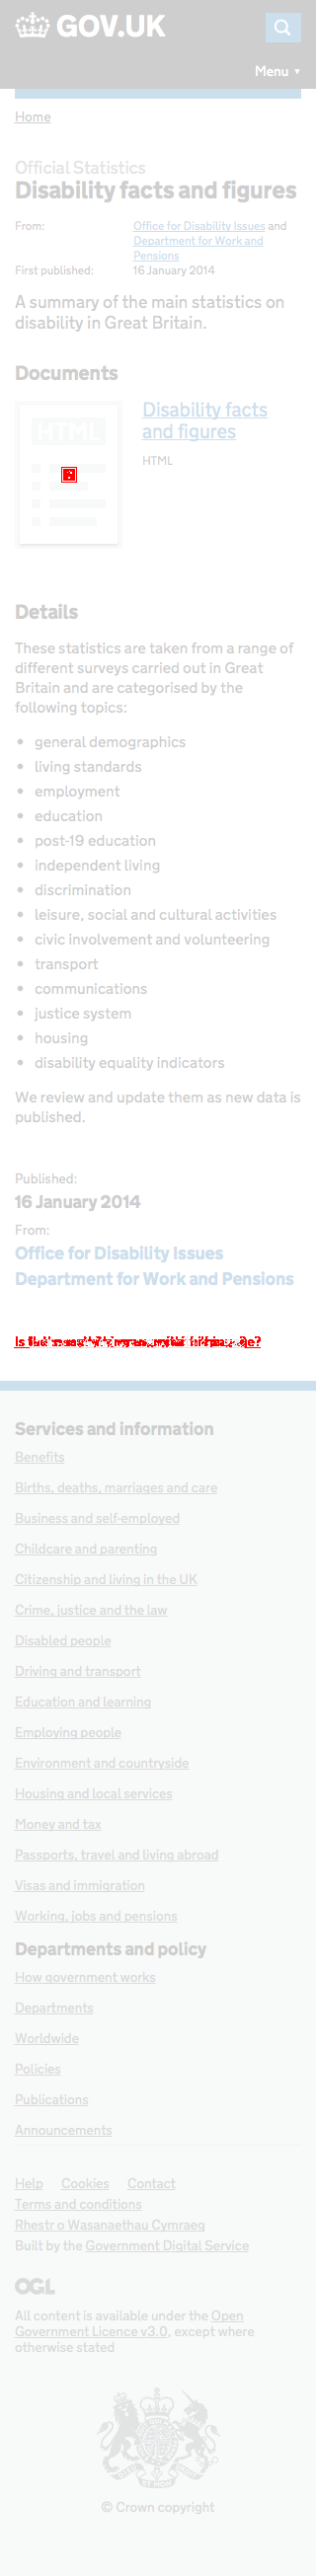 GOV.UK
Menu ▼
Home
Official Statistics
Disability facts and figures
From: Office for Disability Issues and
Department for Work and
Pensions
First published: 16 January 2014
A summary of the main statistics on
disability in Great Britain.
Documents
HTML
Disability facts
and figures
HTML
Details
These statistics are taken from a range of
different surveys carried out in Great
Britain and are categorised by the
following topics:
• general demographics
• living standards
• employment
• education
• post-19 education
• independent living
• discrimination
• leisure, social and cultural activities
• civic involvement and volunteering
• transport
• communications
• justice system
• housing
• disability equality indicators
We review and update them as new data is
published.
Published:
16 January 2014
From:
Office for Disability Issues
Department for Work and Pensions
Services and information
Benefits
Births, deaths, marriages and care
Business and self-employed
Childcare and parenting
Citizenship and living in the UK
Crime, justice and the law
Disabled people
Driving and transport
Education and learning
Employing people
Environment and countryside
Housing and local services
Money and tax
Passports, travel and living abroad
Visas and immigration
Working, jobs and pensions
Departments and policy
How government works
Departments
Worldwide
Policies
Publications
Announcements
Help Cookies Contact
Terms and conditions
Rhestr o Wasanaethau Cymraeg
Built by the Government Digital Service
OGL
All content is available under the Open
Government Licence v3.0, except where
otherwise stated
© Crown copyright